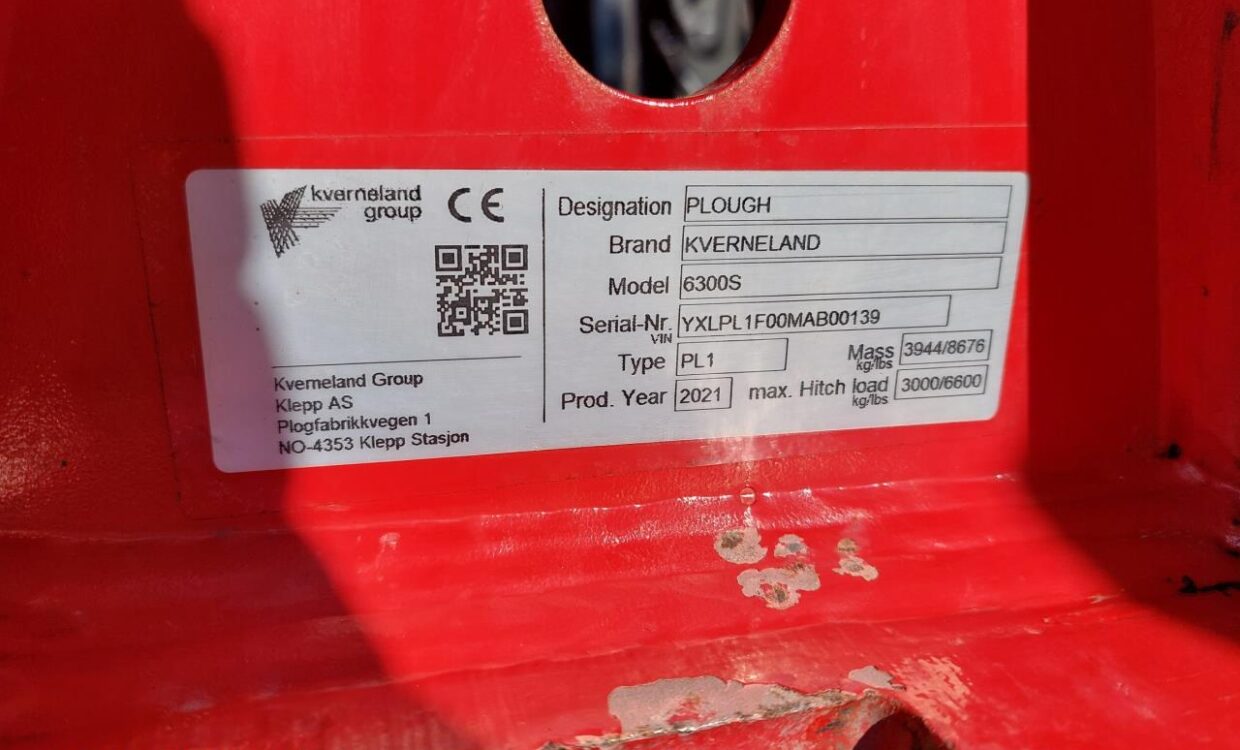 kverneland
group
CE
Designation PLOUGH
Brand KVERNELAND
Model 6300S
Serial-Nr. YXLPL1F00MAB00139
VIN
Type PL1
Mass 3944/8676
kg/lbs
Prod. Year 2021 max. Hitch load 3000/6600
kg/lbs
Kverneland Group
Klepp AS
Plogfabrikkvegen 1
NO-4353 Klepp Stasjon